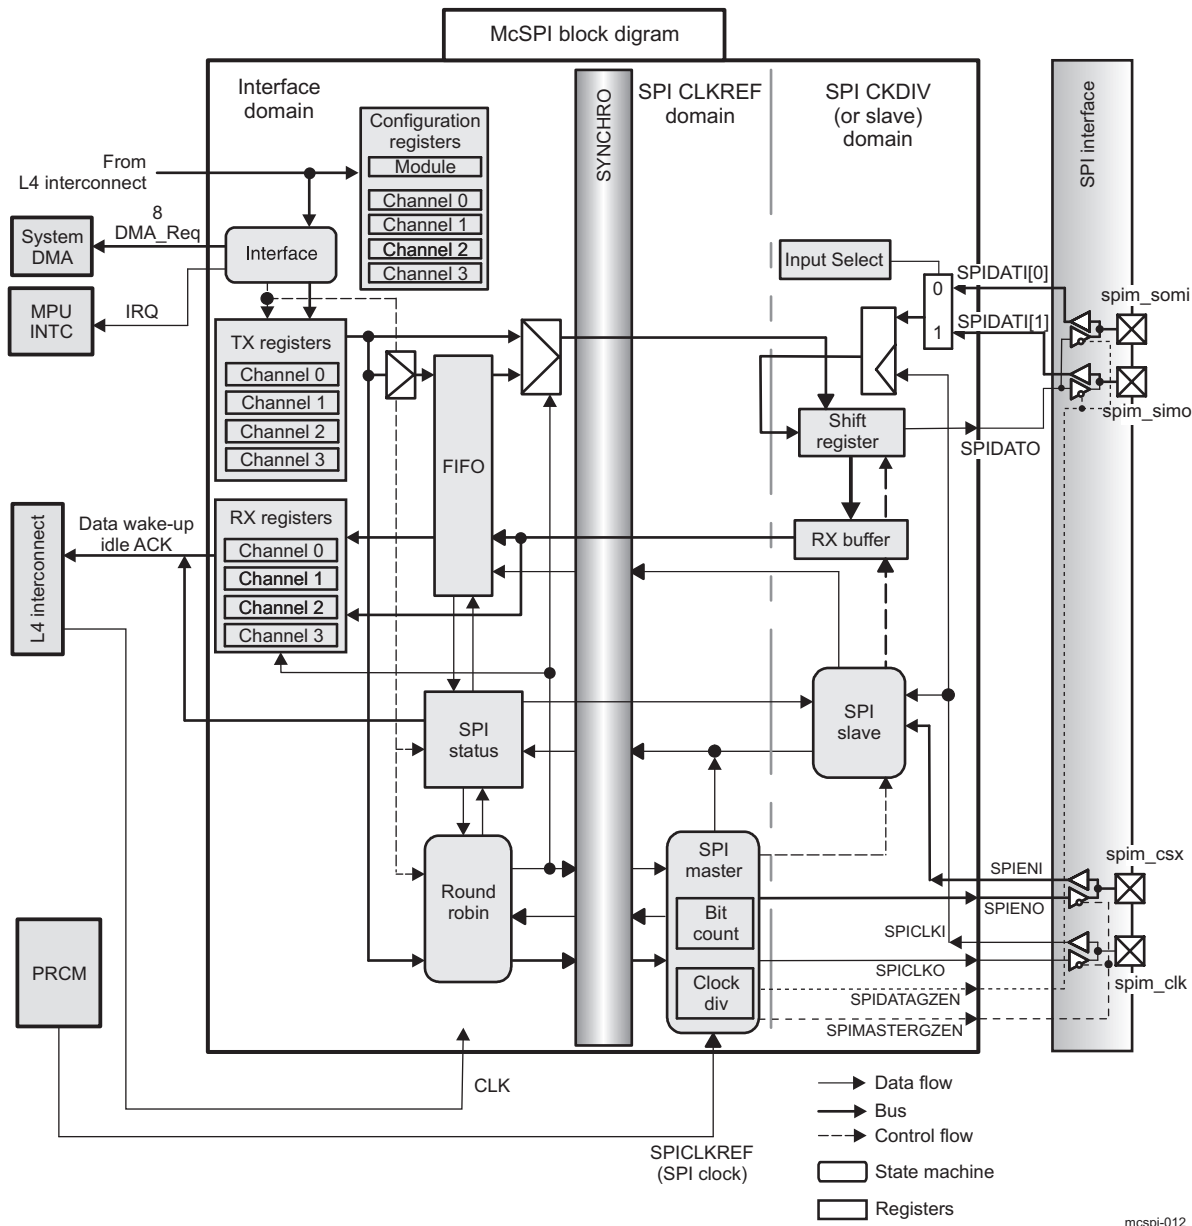 McSPI block digram
Interface
domain
SYNCHRO
SPI CLKREF
domain
SPI CKDIV
(or slave)
domain
SPI interface
Configuration
registers
Module
Channel 0
Channel 1
Channel 2
Channel 3
From
L4 interconnect
8
DMA_Req
System
DMA
Interface
MPU
INTC
IRQ
Input Select
0
1
SPIDATI[0]
SPIDATI[1]
spim_somi
spim_simo
TX registers
Channel 0
Channel 1
Channel 2
Channel 3
FIFO
Shift
register
SPIDATO
L4 interconnect
Data wake-up
idle ACK
RX registers
Channel 0
Channel 1
Channel 2
Channel 3
RX buffer
SPI
status
SPI
slave
Round
robin
SPI
master
Bit
count
Clock
div
spim_csx
SPIENI
SPIENO
SPICLKI
SPICLKO
spim_clk
SPIDATAGZEN
SPIMASTERGZEN
PRCM
CLK
SPICLKREF
(SPI clock)
Data flow
Bus
Control flow
State machine
Registers
mcspi-012